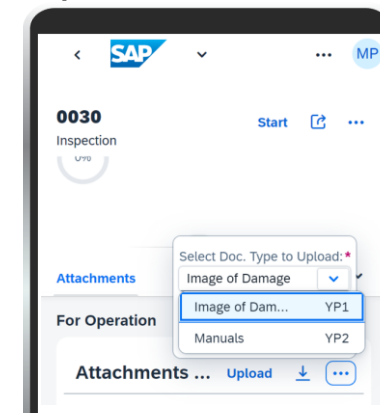 SAP
MP
0030
Start
Inspection
0%
Select Doc. Type to Upload:*
Image of Damage
Attachments
Image of Dam... YP1
For Operation
Manuals YP2
Attachments ... Upload